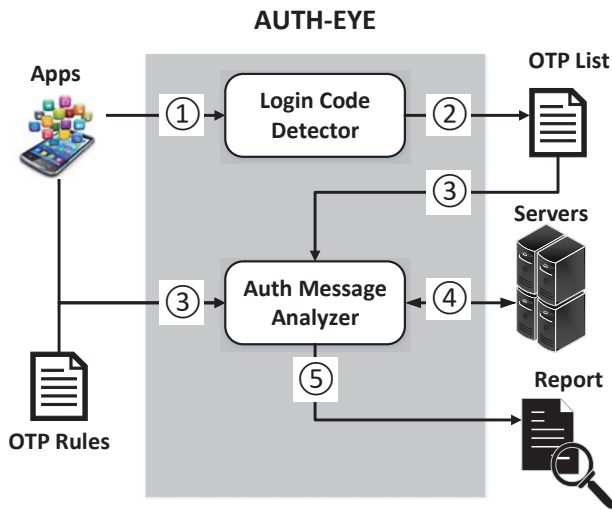 AUTH-EYE
Apps
OTP List
①
Login Code
Detector
②
③
Servers
③
Auth Message
Analyzer
④
⑤
Report
OTP Rules